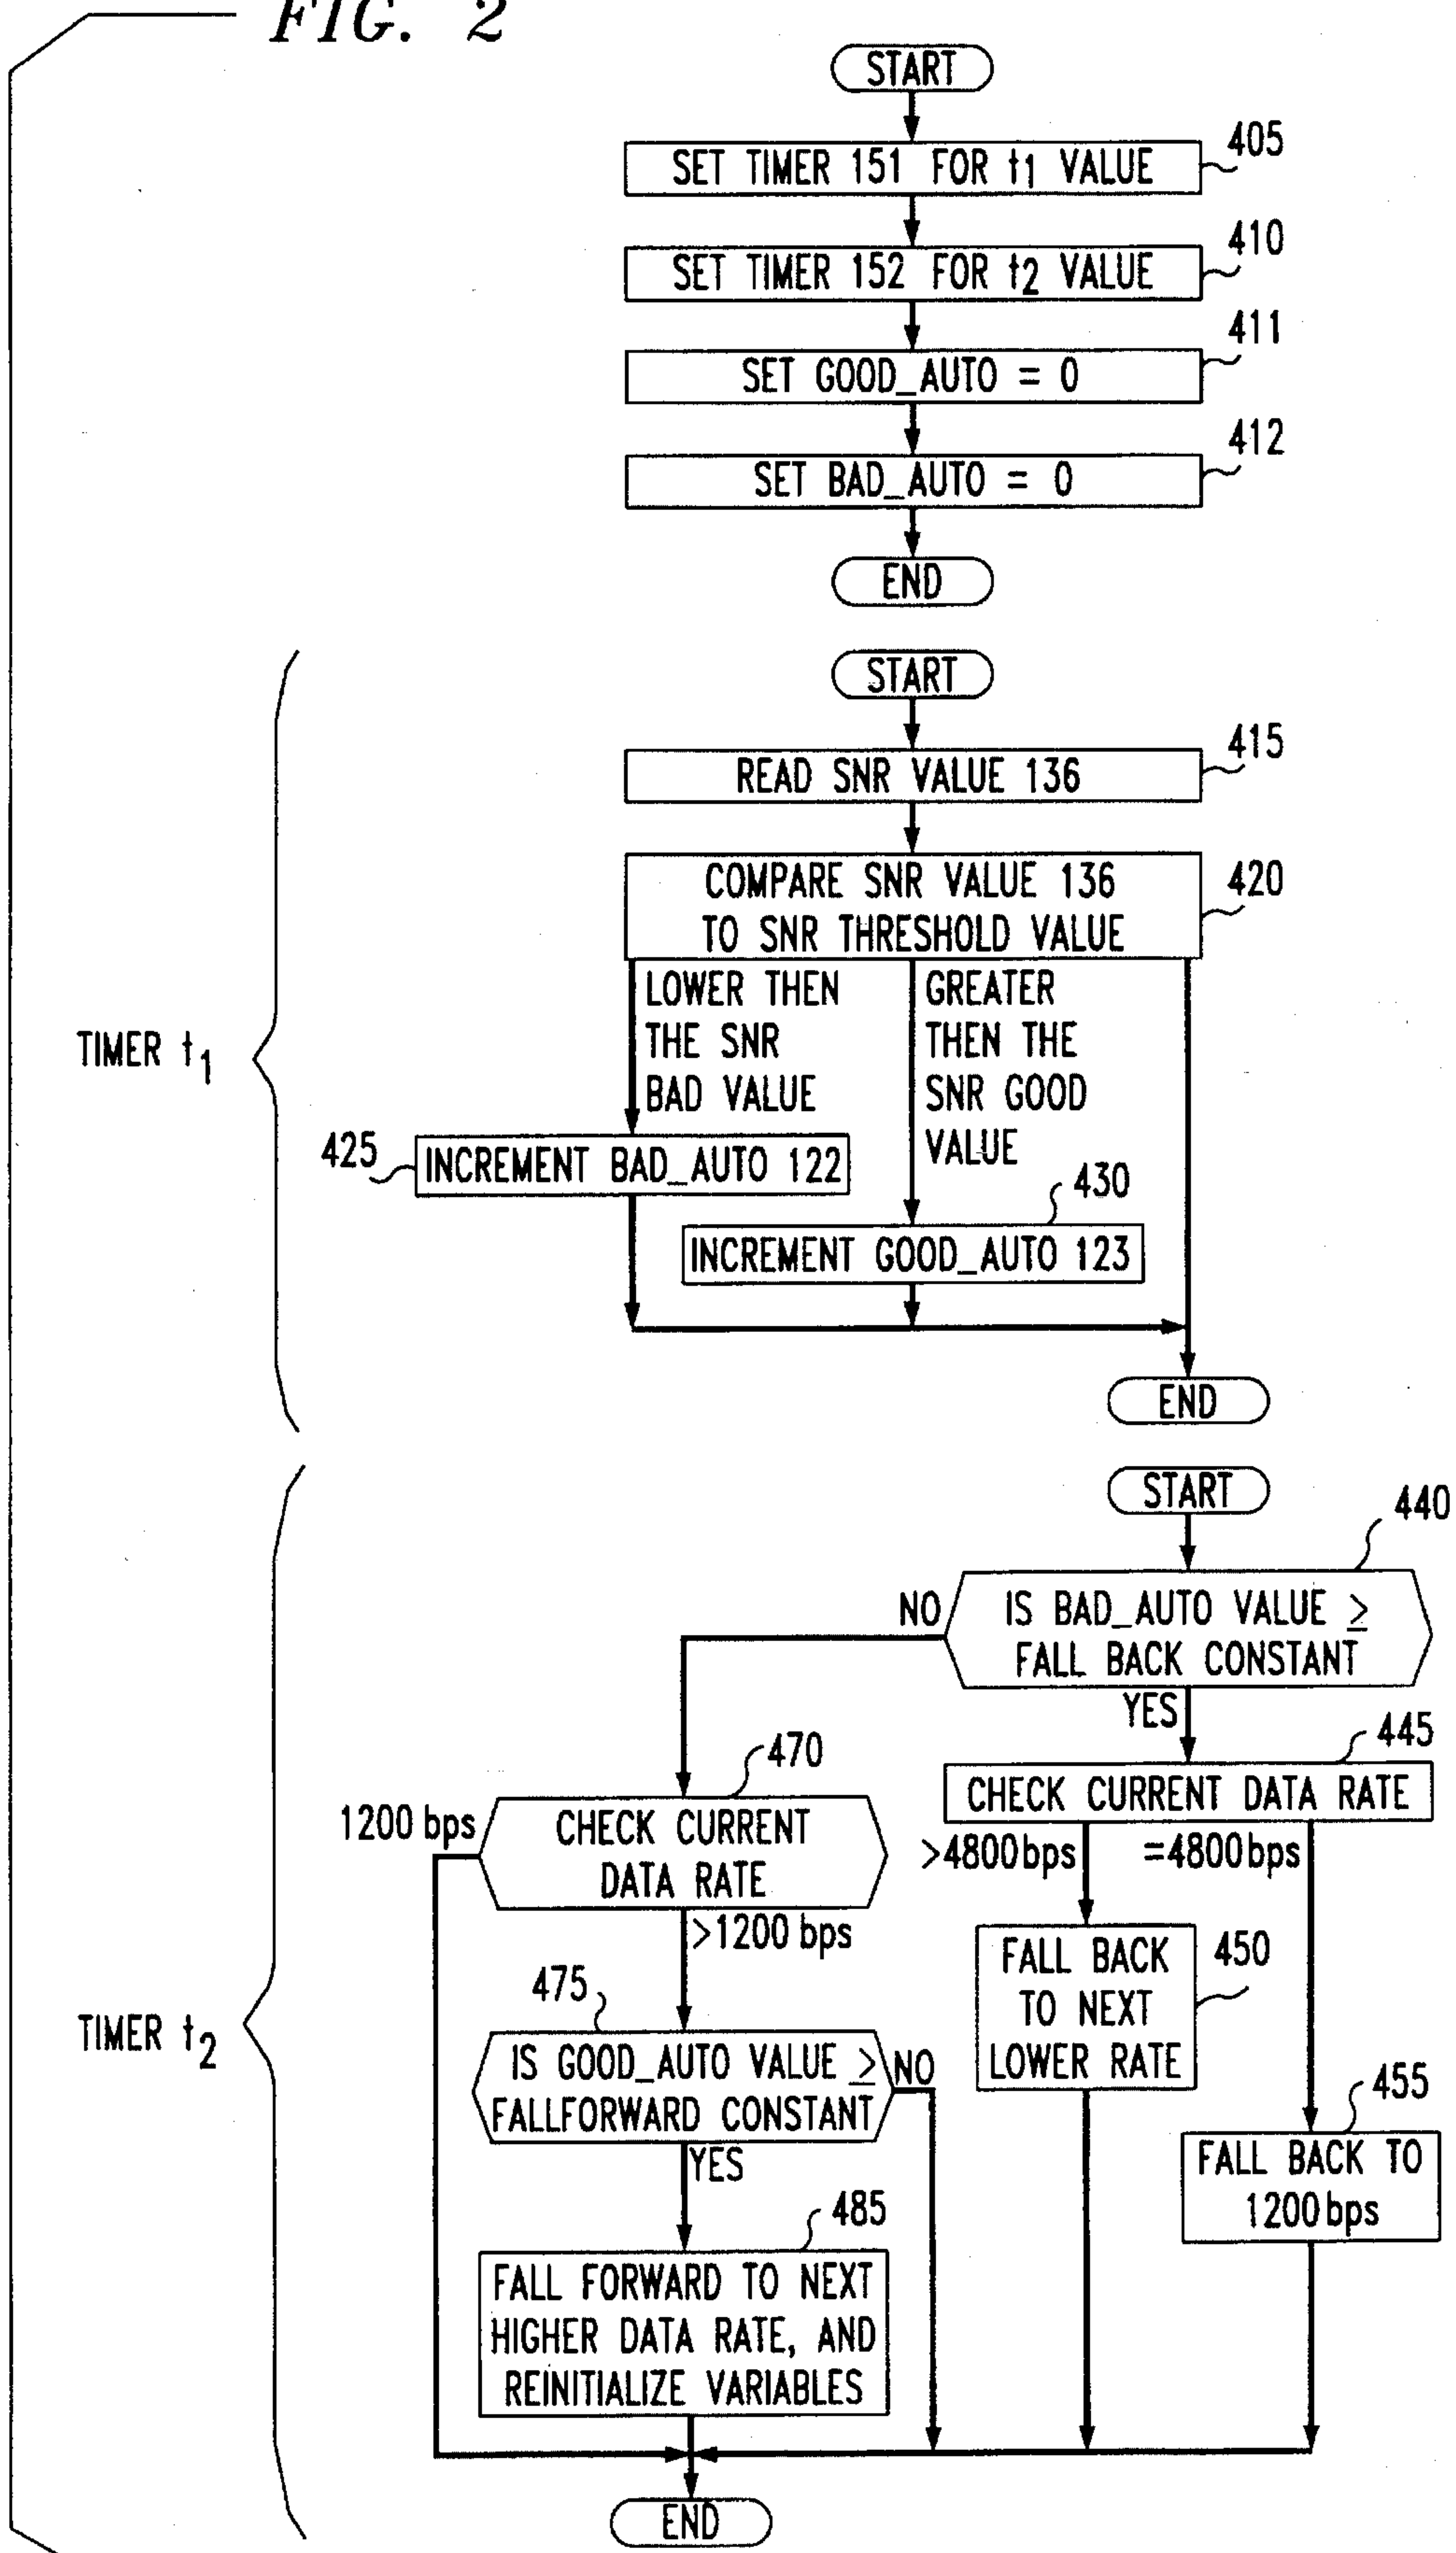 FIG. 2
START
SET TIMER 151 FOR t1 VALUE
405
SET TIMER 152 FOR t2 VALUE
410
SET GOOD_AUTO = 0
411
SET BAD_AUTO = 0
412
END
TIMER t1
START
READ SNR VALUE 136
415
COMPARE SNR VALUE 136
TO SNR THRESHOLD VALUE
420
LOWER THEN
THE SNR
BAD VALUE
GREATER
THEN THE
SNR GOOD
VALUE
425
INCREMENT BAD_AUTO 122
430
INCREMENT GOOD_AUTO 123
END
TIMER t2
START
440
IS BAD_AUTO VALUE ≥
FALL BACK CONSTANT
NO
YES
445
CHECK CURRENT DATA RATE
>4800bps
=4800bps
470
CHECK CURRENT
DATA RATE
1200 bps
>1200 bps
450
FALL BACK
TO NEXT
LOWER RATE
455
FALL BACK TO
1200bps
475
IS GOOD_AUTO VALUE ≥
FALLFORWARD CONSTANT
NO
YES
485
FALL FORWARD TO NEXT
HIGHER DATA RATE, AND
REINITIALIZE VARIABLES
END